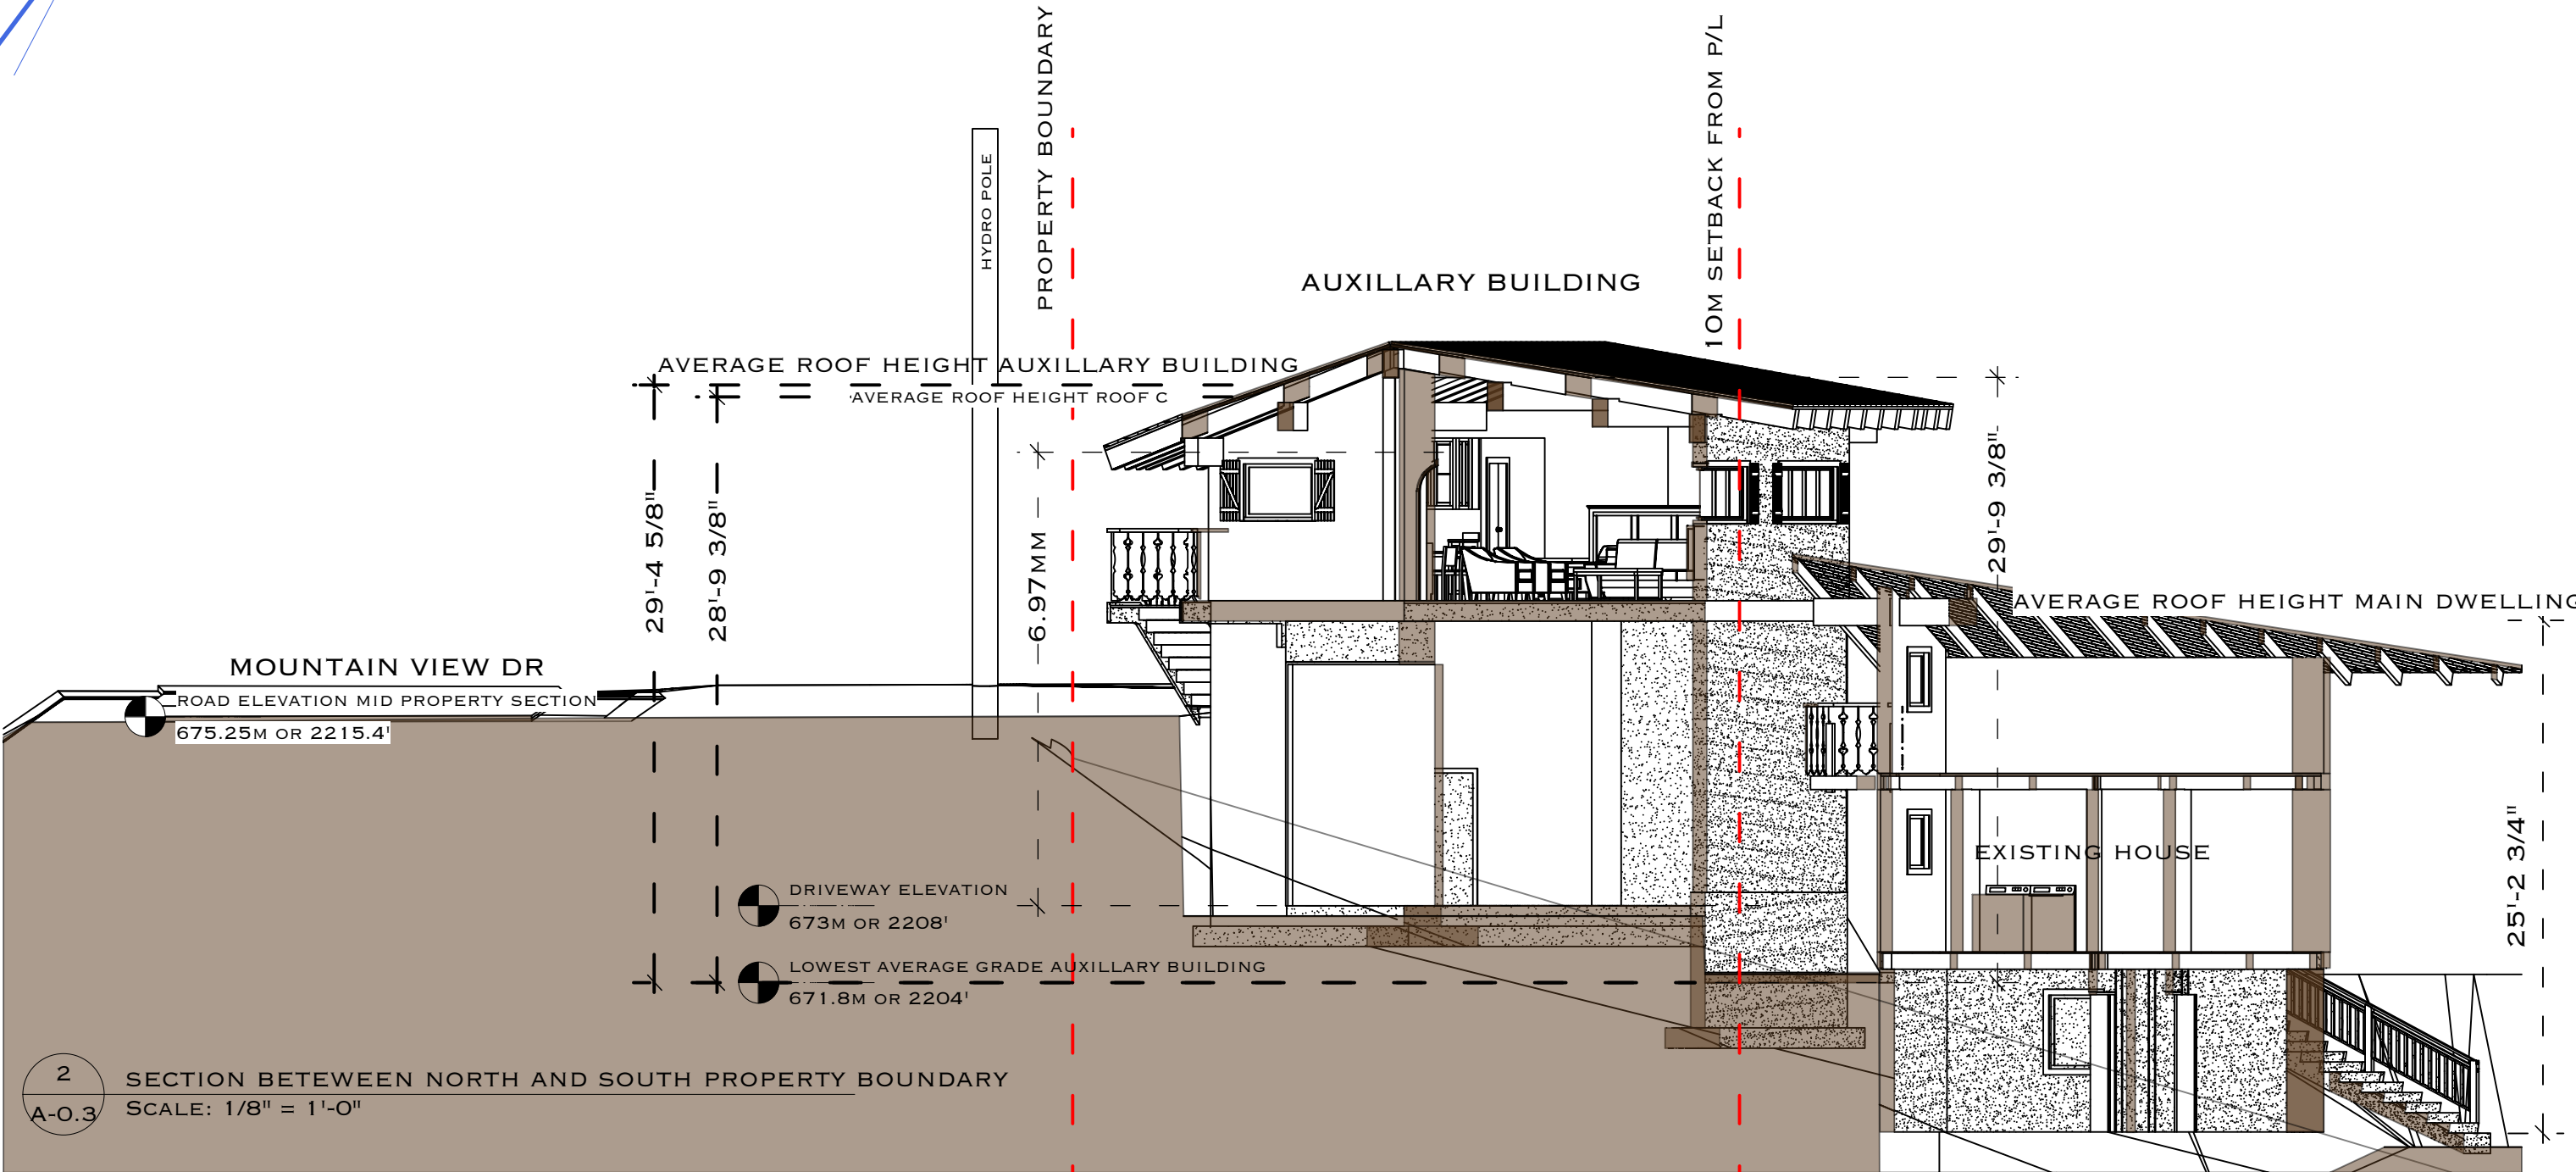 PROPERTY BOUNDARY
10M SETBACK FROM P/L
HYDRO POLE
AUXILLARY BUILDING
AVERAGE ROOF HEIGHT AUXILLARY BUILDING
AVERAGE ROOF HEIGHT ROOF C
29'-4 5/8"
28'-9 3/8"
6.97MM
29'-9 3/8"
AVERAGE ROOF HEIGHT MAIN DWELLING
MOUNTAIN VIEW DR
ROAD ELEVATION MID PROPERTY SECTION
675.25M OR 2215.4'
EXISTING HOUSE
25'-2 3/4"
DRIVEWAY ELEVATION
673M OR 2208'
LOWEST AVERAGE GRADE AUXILLARY BUILDING
671.8M OR 2204'
2
A-0.3
SECTION BETEWEEN NORTH AND SOUTH PROPERTY BOUNDARY
SCALE: 1/8" = 1'-0"